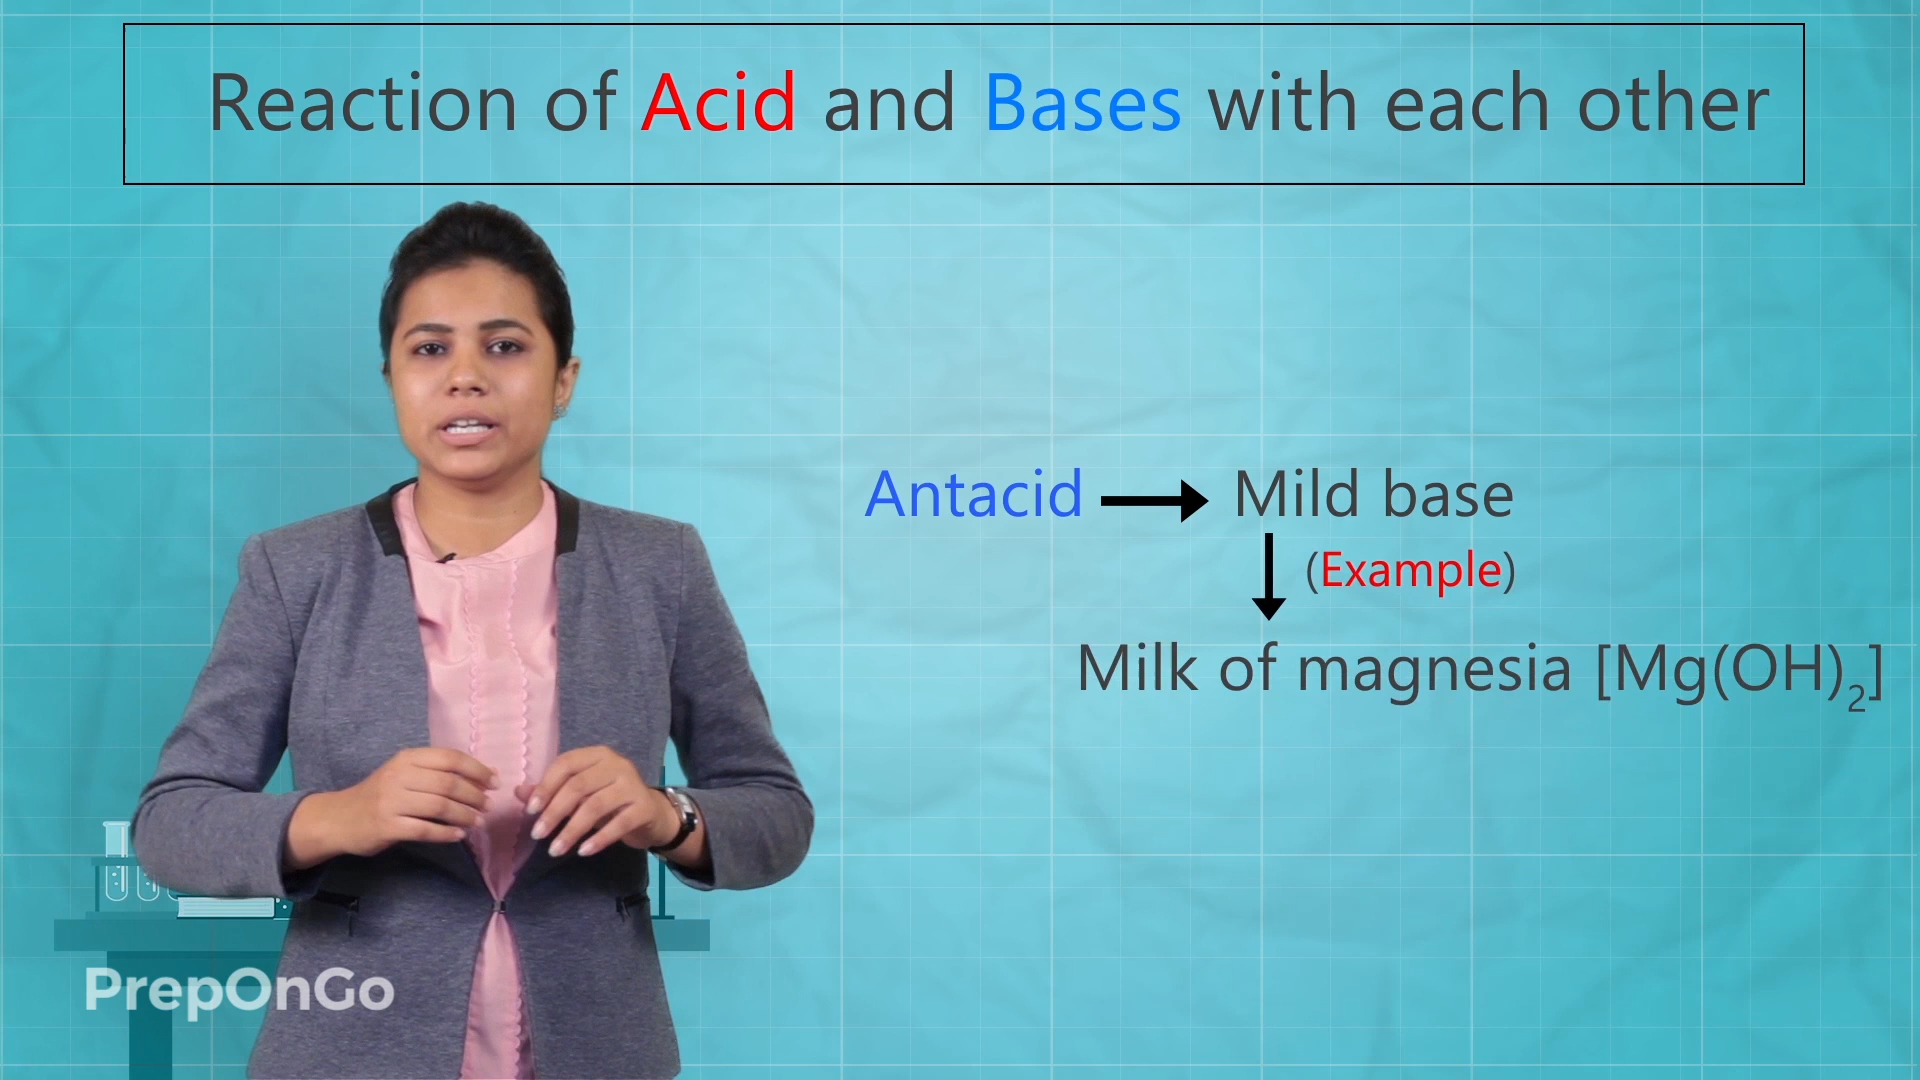 Reaction of Acid and Bases with each other
Antacid → Mild base
(Example)
Milk of magnesia [Mg(OH)₂]
PrepOnGo